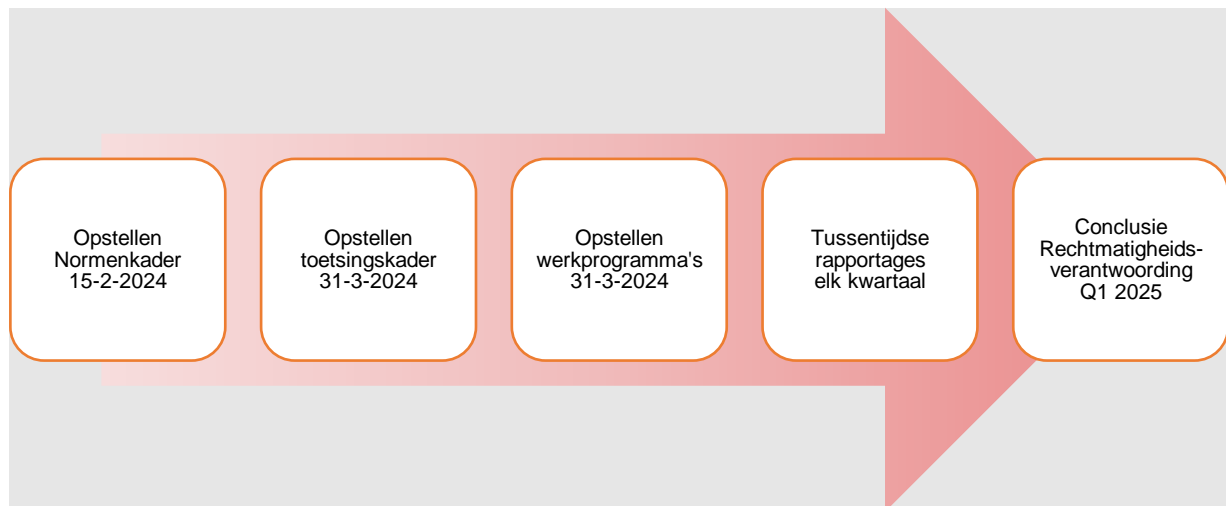 Opstellen
Normenkader
15-2-2024
Opstellen
toetsingskader
31-3-2024
Opstellen
werkprogramma's
31-3-2024
Tussentijdse
rapportages
elk kwartaal
Conclusie
Rechtmatigheids-
verantwoording
Q1 2025